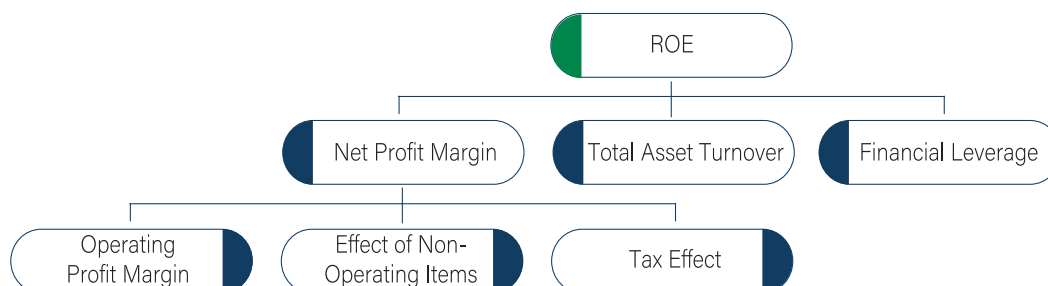 ROE
Net Profit Margin
Total Asset Turnover
Financial Leverage
Operating
Profit Margin
Effect of Non-
Operating Items
Tax Effect